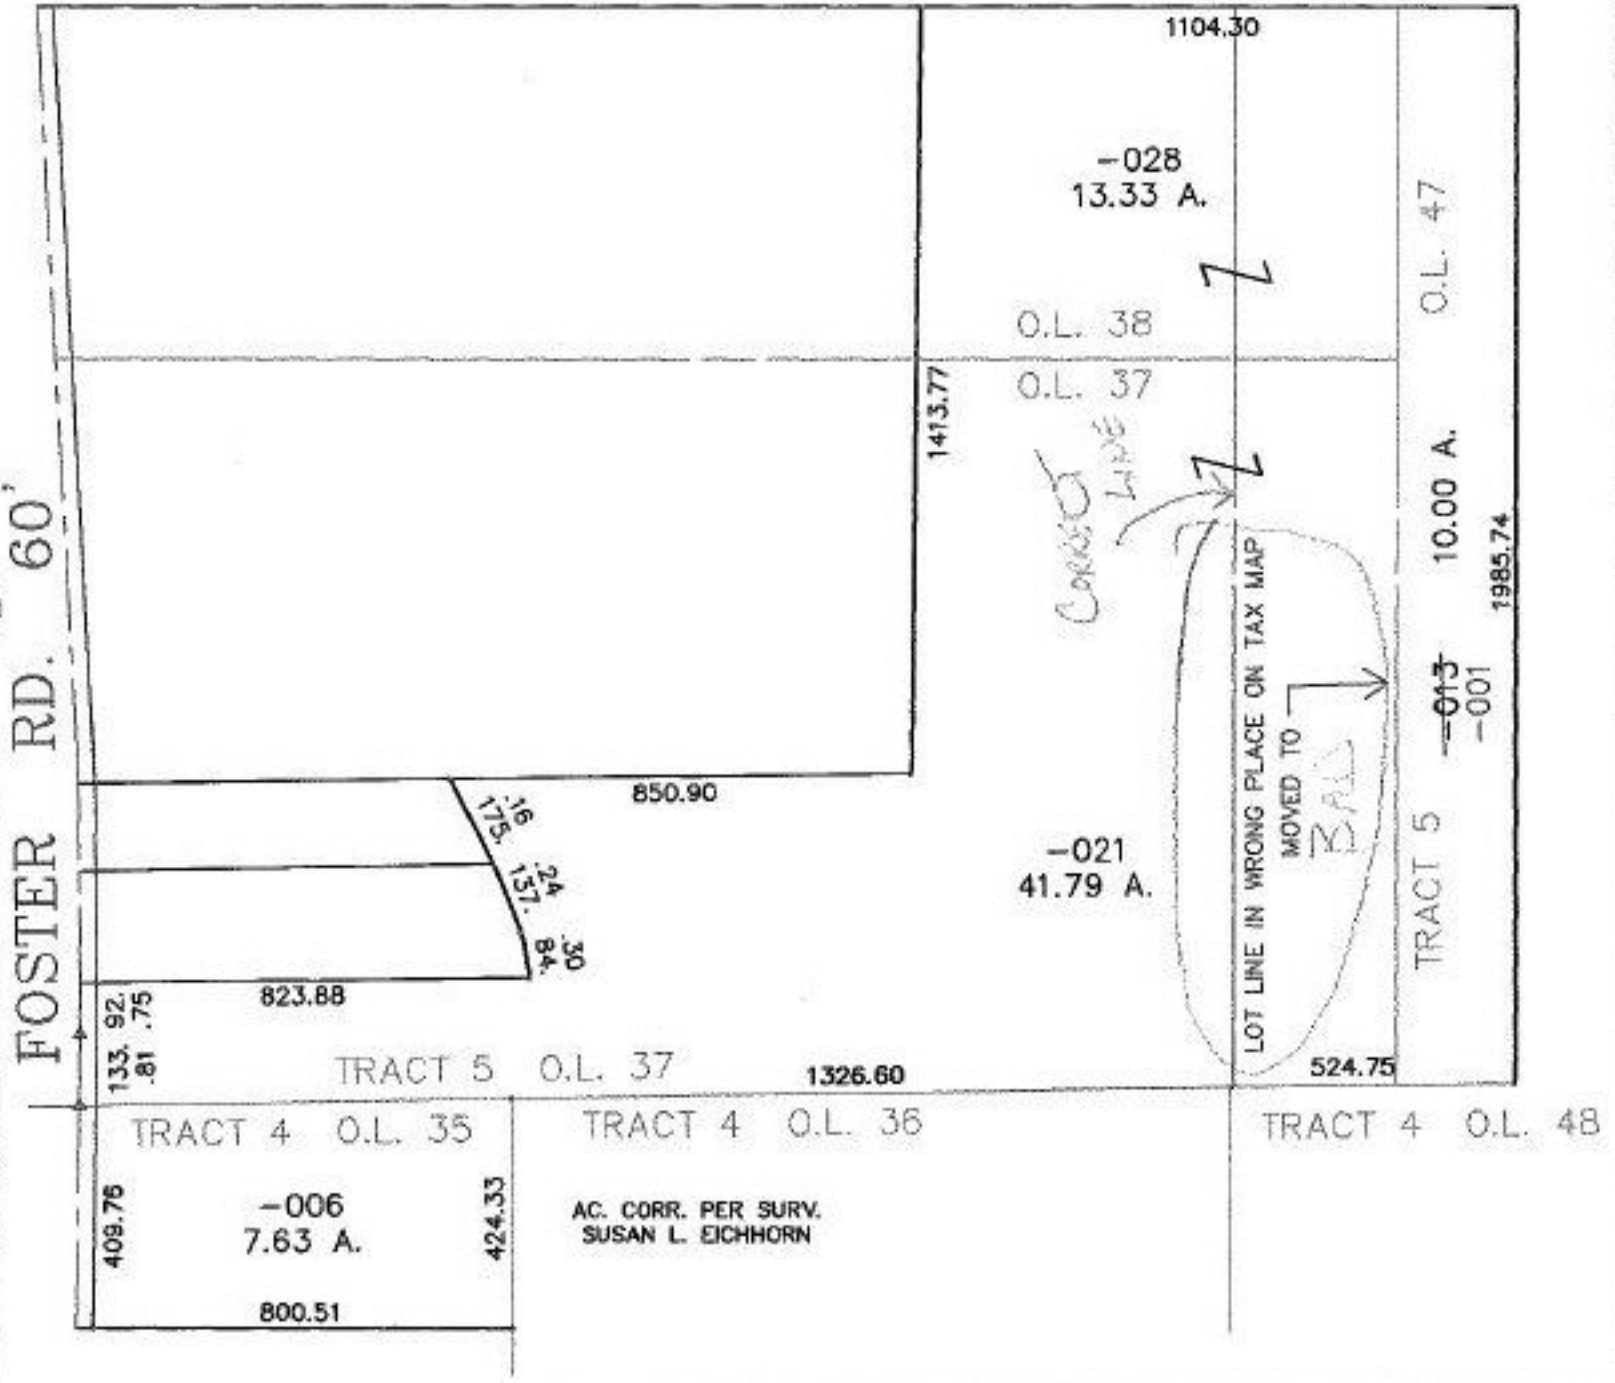 1104.30
-028
13.33 A.
O.L. 47
O.L. 38
O.L. 37
1413.77
CORRECT
LINE
FOSTER RD. 60'
10.00 A.
1985.74
-013
-001
LOT LINE IN WRONG PLACE ON TAX MAP
MOVED TO
BAD
TRACT 5
850.90
175.
.16
137.
.24
84.
.30
-021
41.79 A.
823.88
133. 92.
.81 .75
TRACT 5 O.L. 37
1326.60
524.75
TRACT 4 O.L. 35
TRACT 4 O.L. 36
TRACT 4 O.L. 48
409.76
-006
7.63 A.
424.33
AC. CORR. PER SURV.
SUSAN L. EICHHORN
800.51